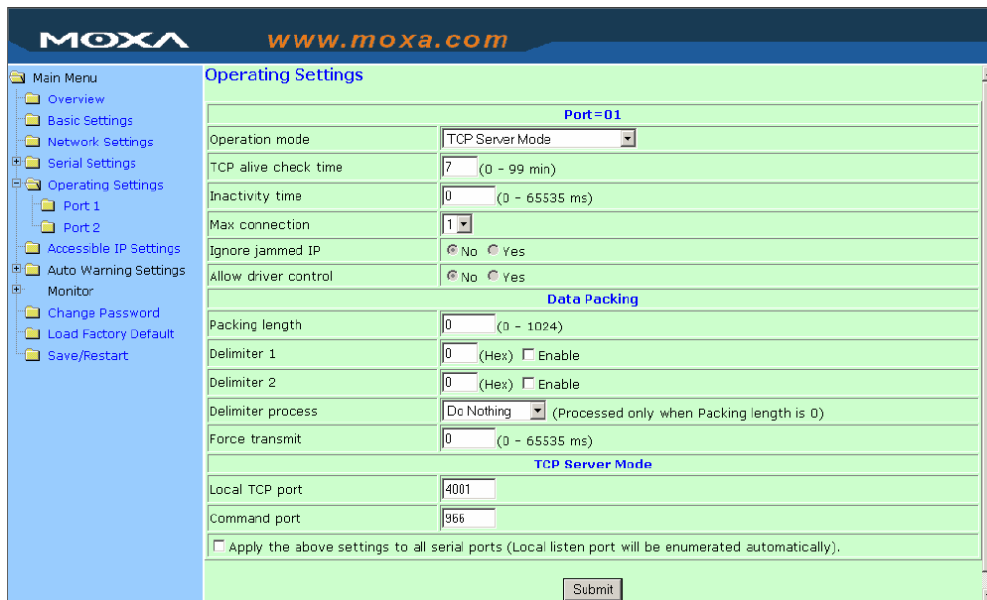 MOXA www.moxa.com
Main Menu
Overview
Basic Settings
Network Settings
Serial Settings
Operating Settings
Port 1
Port 2
Accessible IP Settings
Auto Warning Settings
Monitor
Change Password
Load Factory Default
Save/Restart
Operating Settings
Port=01
Operation mode TCP Server Mode
TCP alive check time 7 (0 - 99 min)
Inactivity time 0 (0 - 65535 ms)
Max connection 1
Ignore jammed IP No Yes
Allow driver control No Yes
Data Packing
Packing length 0 (0 - 1024)
Delimiter 1 0 (Hex) Enable
Delimiter 2 0 (Hex) Enable
Delimiter process Do Nothing (Processed only when Packing length is 0)
Force transmit 0 (0 - 65535 ms)
TCP Server Mode
Local TCP port 4001
Command port 966
Apply the above settings to all serial ports (Local listen port will be enumerated automatically).
Submit